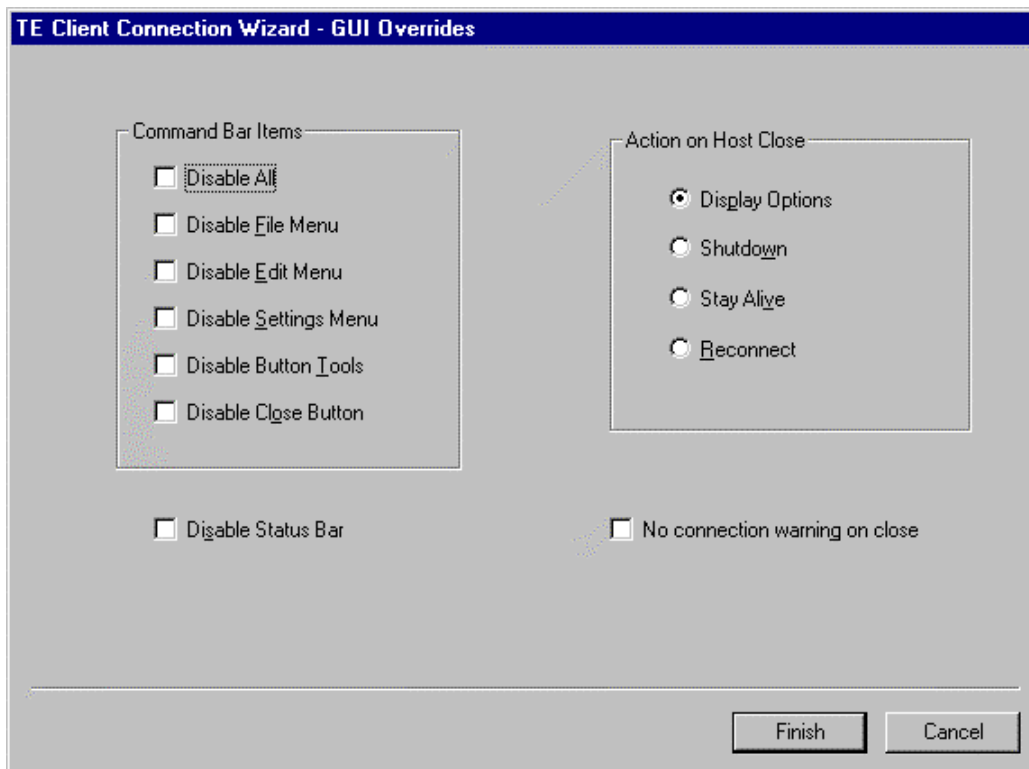 TE Client Connection Wizard - GUI Overrides
Command Bar Items
Disable All
Disable File Menu
Disable Edit Menu
Disable Settings Menu
Disable Button Tools
Disable Close Button
Action on Host Close
Display Options
Shutdown
Stay Alive
Reconnect
Disable Status Bar
No connection warning on close
Finish
Cancel